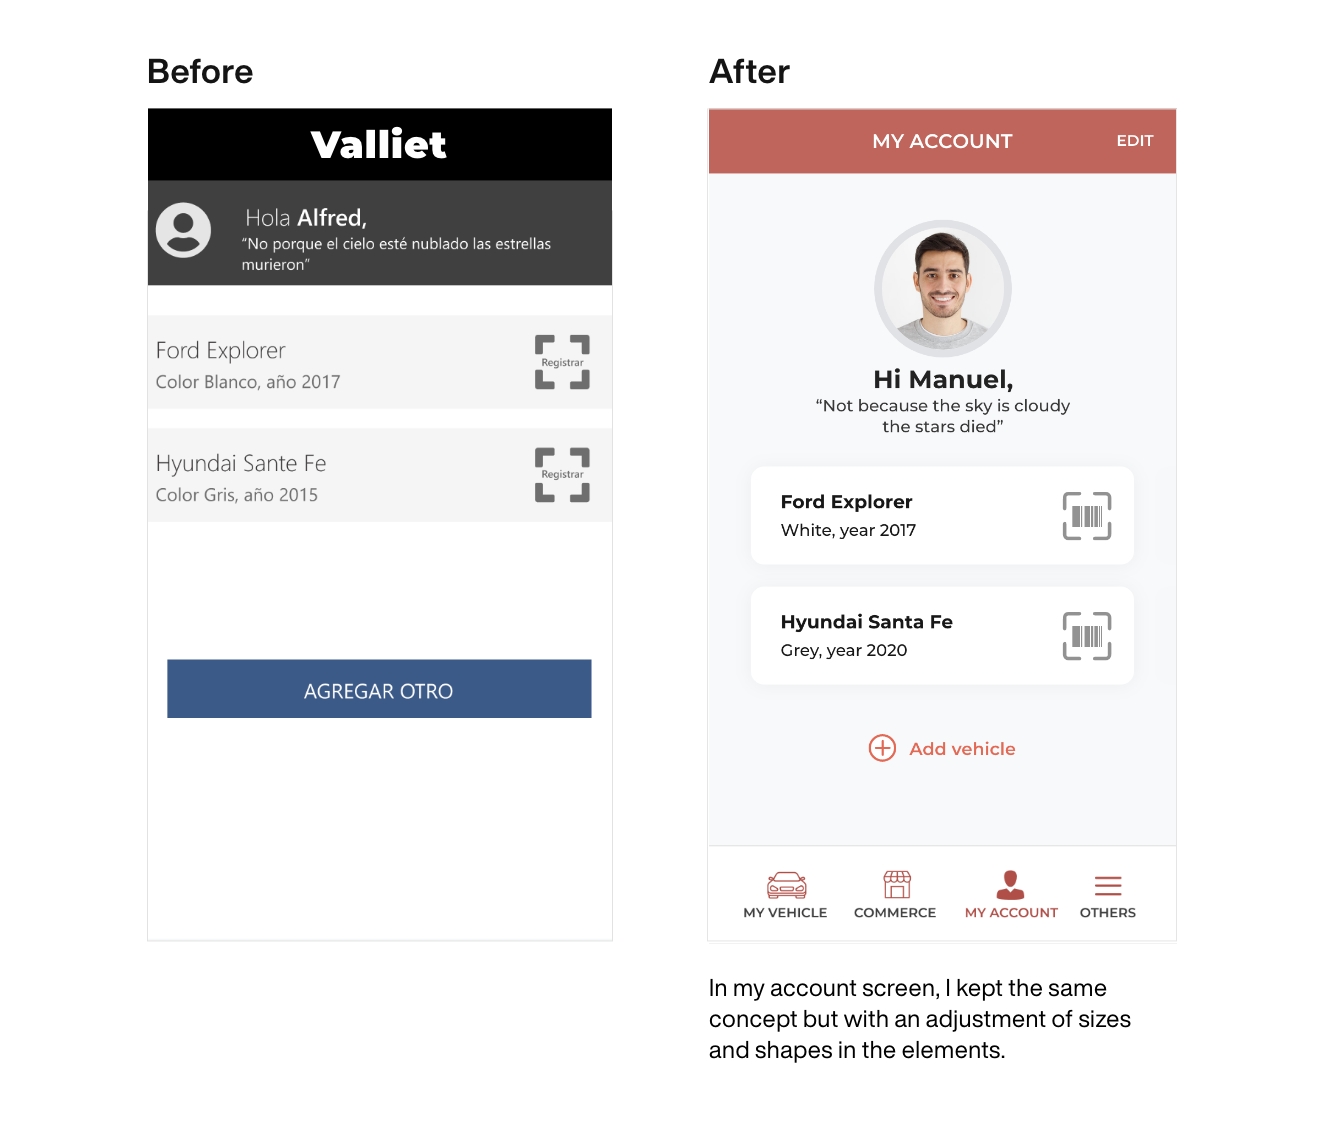 Before
Valliet
Hola Alfred,
“No porque el cielo esté nublado las estrellas
murieron”
Ford Explorer
Color Blanco, año 2017
Registrar
Hyundai Sante Fe
Color Gris, año 2015
Registrar
AGREGAR OTRO
After
MY ACCOUNT
EDIT
Hi Manuel,
“Not because the sky is cloudy
the stars died”
Ford Explorer
White, year 2017
Hyundai Santa Fe
Grey, year 2020
Add vehicle
MY VEHICLE
COMMERCE
MY ACCOUNT
OTHERS
In my account screen, I kept the same
concept but with an adjustment of sizes
and shapes in the elements.